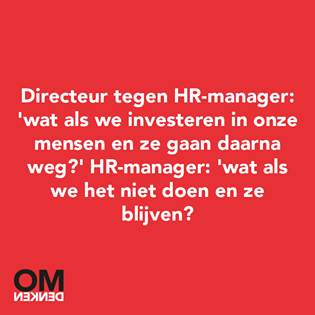 Directeur tegen HR-manager:
'wat als we investeren in onze
mensen en ze gaan daarna
weg?' HR-manager: 'wat als
we het niet doen en ze
blijven?
OM
DENKEN